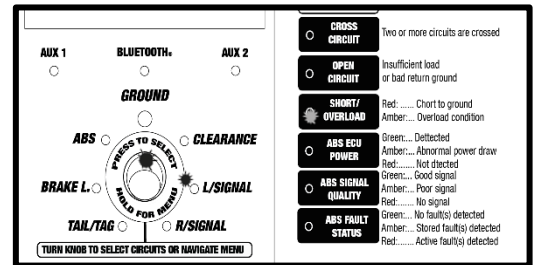 AUX 1
BLUETOOTH®
AUX 2
GROUND
ABS
CLEARANCE
PRESS TO SELECT
HOLD FOR MENU
BRAKE L.
L/SIGNAL
TAIL/TAG
R/SIGNAL
TURN KNOB TO SELECT CIRCUITS OR NAVIGATE MENU
CROSS
CIRCUIT
Two or more circuits are crossed
OPEN
CIRCUIT
Insufficient load
or bad return ground
SHORT/
OVERLOAD
Red: ...... Chort to ground
Amber:... Overload condition
ABS ECU
POWER
Green:... Dettected
Amber:... Abnormal power draw
Red:....... Not dtected
ABS SIGNAL
QUALITY
Green:... Good signal
Amber:... Poor signal
Red:....... No signal
ABS FAULT
STATUS
Green:... No fault(s) detected
Amber:... Stored fault(s) detected
Red:....... Active fault(s) detected